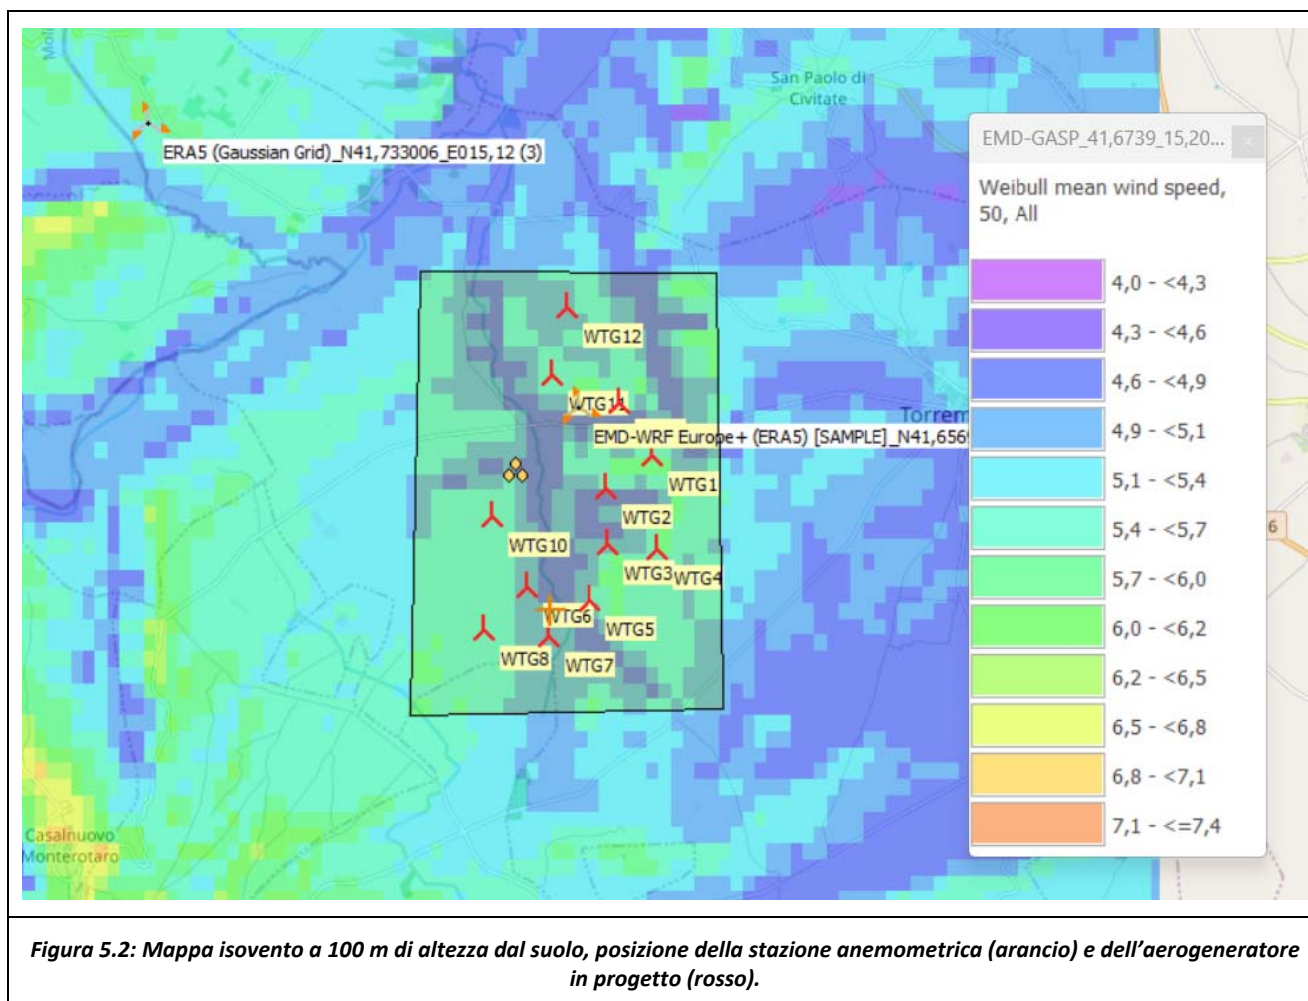 Moli
San Paolo di
Civitate
ERA5 (Gaussian Grid)_N41,733006_E015,12 (3)
EMD-GASP_41,6739_15,20...
Weibull mean wind speed,
50, All
4,0 - <4,3
4,3 - <4,6
4,6 - <4,9
4,9 - <5,1
5,1 - <5,4
5,4 - <5,7
5,7 - <6,0
6,0 - <6,2
6,2 - <6,5
6,5 - <6,8
6,8 - <7,1
7,1 - <=7,4
WTG12
WTG11
Torrem
EMD-WRF Europe+ (ERA5) [SAMPLE]_N41,656
WTG1
WTG2
6
WTG10
WTG3
WTG4
WTG6
WTG5
WTG8
WTG7
Casalnuovo
Monterotaro
Figura 5.2: Mappa isovento a 100 m di altezza dal suolo, posizione della stazione anemometrica (arancio) e dell'aerogeneratore
in progetto (rosso).